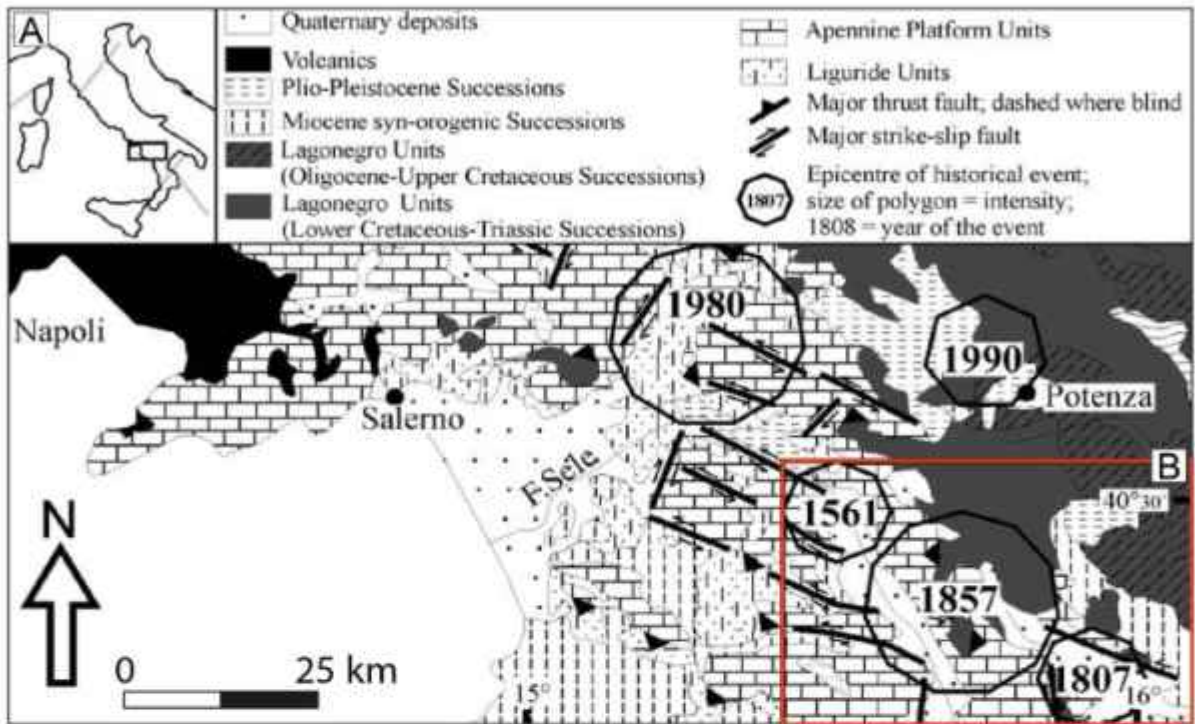 A
Quaternary deposits
Volcanics
Plio-Pleistocene Successions
Miocene syn-orogenic Successions
Lagonegro Units
(Oligocene-Upper Cretaceous Successions)
Lagonegro Units
(Lower Cretaceous-Triassic Successions)
Apennine Platform Units
Liguride Units
Major thrust fault; dashed where blind
Major strike-slip fault
1807
Epicentre of historical event;
size of polygon = intensity;
1808 = year of the event
1980
Napoli
1990
Potenza
Salerno
B
F.Sele
1561
40° 30'
N
1857
0 25 km
1807
15°
16°